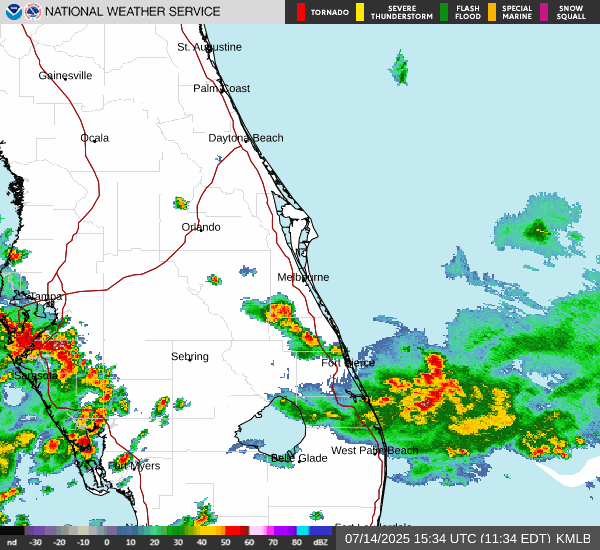 NATIONAL WEATHER SERVICE
TORNADO
SEVERE THUNDERSTORM
FLASH FLOOD
SPECIAL MARINE
SNOW SQUALL
St. Augustine
Gainesville
Palm Coast
Ocala
Daytona Beach
Orlando
Melbourne
Tampa
Sebring
Fort Pierce
Sarasota
West Palm Beach
Belle Glade
Fort Myers
nd -30 -20 -10 0 10 20 30 40 50 60 70 80 dBZ
07/14/2025 15:34 UTC (11:34 EDT) KMLB